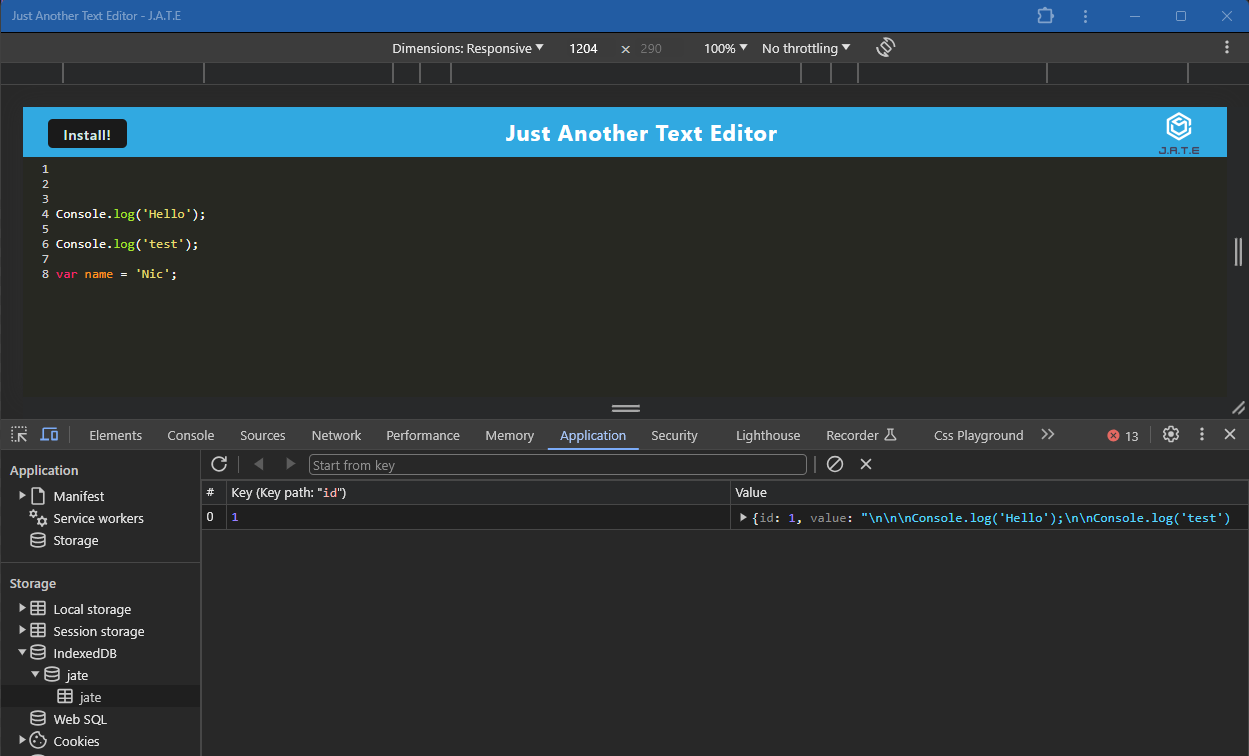 Just Another Text Editor - J.A.T.E
Dimensions: Responsive 1204 × 290 100% No throttling
Install! Just Another Text Editor
J.A.T.E
1
2
3
4 Console.log('Hello');
5
6 Console.log('test');
7
8 var name = 'Nic';
Elements Console Sources Network Performance Memory Application Security Lighthouse Recorder Css Playground 13
Application
Manifest
Service workers
Storage
Storage
Local storage
Session storage
IndexedDB
jate
jate
Web SQL
Cookies
Start from key
# Key (Key path: "id") Value
0 1 {id: 1, value: "\n\n\nConsole.log('Hello');\n\nConsole.log('test')